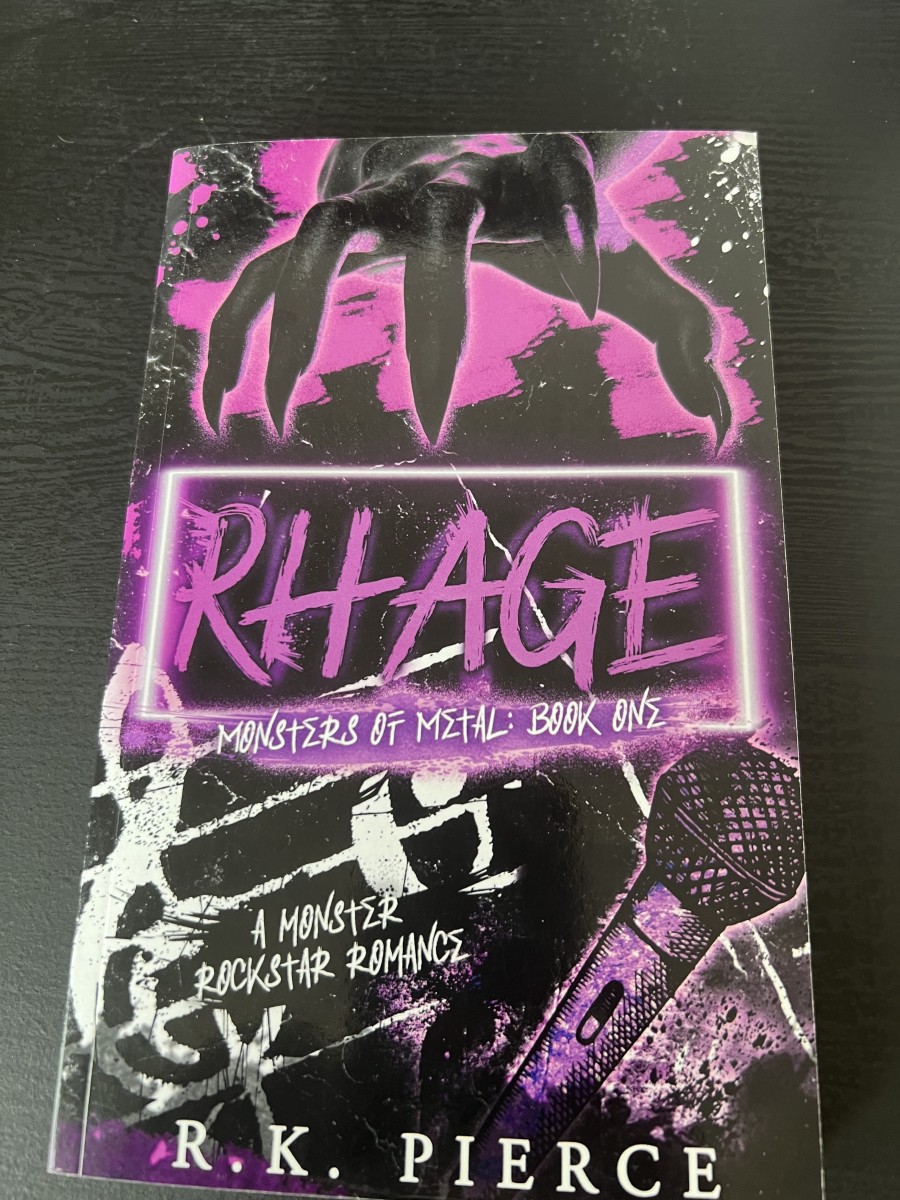 RHAGE
MONSTERS OF METAL: BOOK ONE
A MONSTER
ROCKSTAR ROMANCE
R.K. PIERCE